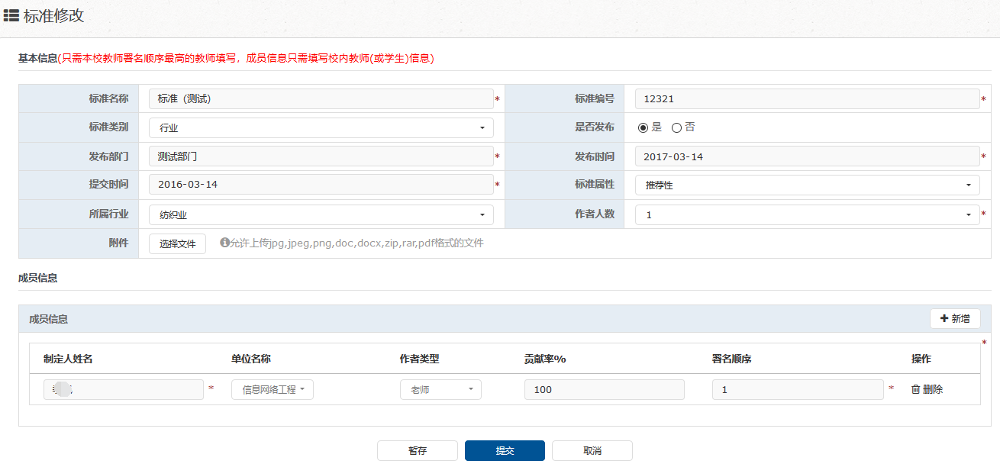 标准修改
基本信息(只需本校教师署名顺序最高的教师填写，成员信息只需填写校内教师(或学生)信息)
标准名称 标准（测试） * 标准编号 12321 *
标准类别 行业 是否发布 是 否
发布部门 测试部门 * 发布时间 2017-03-14 *
提交时间 2016-03-14 * 标准属性 推荐性
所属行业 纺织业 作者人数 1 *
附件 选择文件 允许上传jpg,jpeg,png,doc,docx,zip,rar,pdf格式的文件
成员信息
成员信息 新增
*
制定人姓名 单位名称 作者类型 贡献率% 署名顺序 操作
* 信息网络工程 老师 100 1 * 删除
暂存 提交 取消